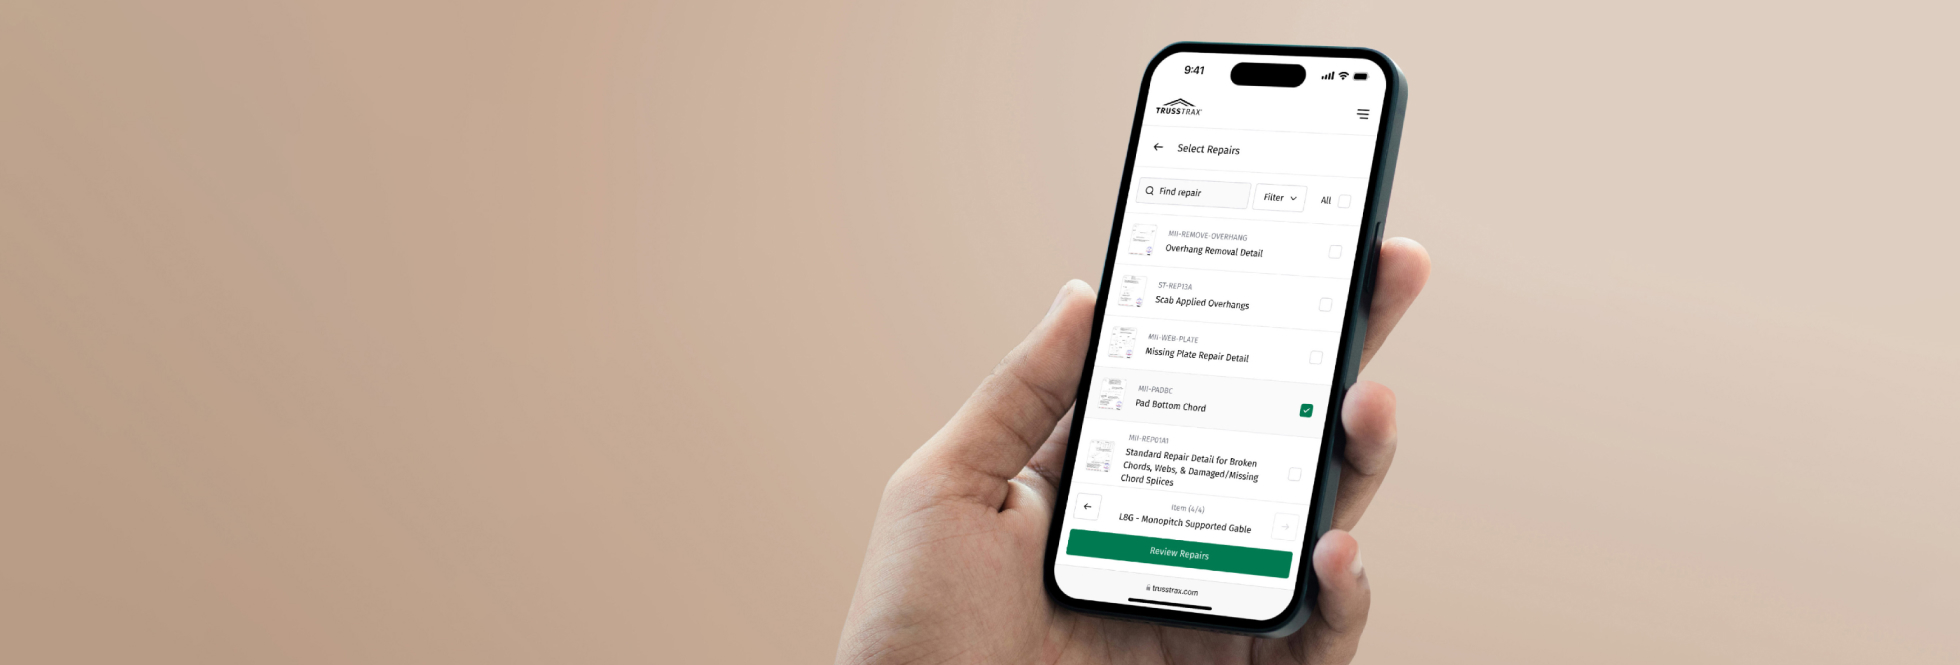 9:41
TRUSSTRAX
Select Repairs
Find repair
Filter
All
MII-REMOVE-OVERHANG
Overhang Removal Detail
ST-REP13A
Scab Applied Overhangs
MII-WEB-PLATE
Missing Plate Repair Detail
MII-PADBC
Pad Bottom Chord
MII-REP01A1
Standard Repair Detail for Broken
Chords, Webs, & Damaged/Missing
Chord Splices
Item (4/4)
L8G - Monopitch Supported Gable
Review Repairs
trusstrax.com